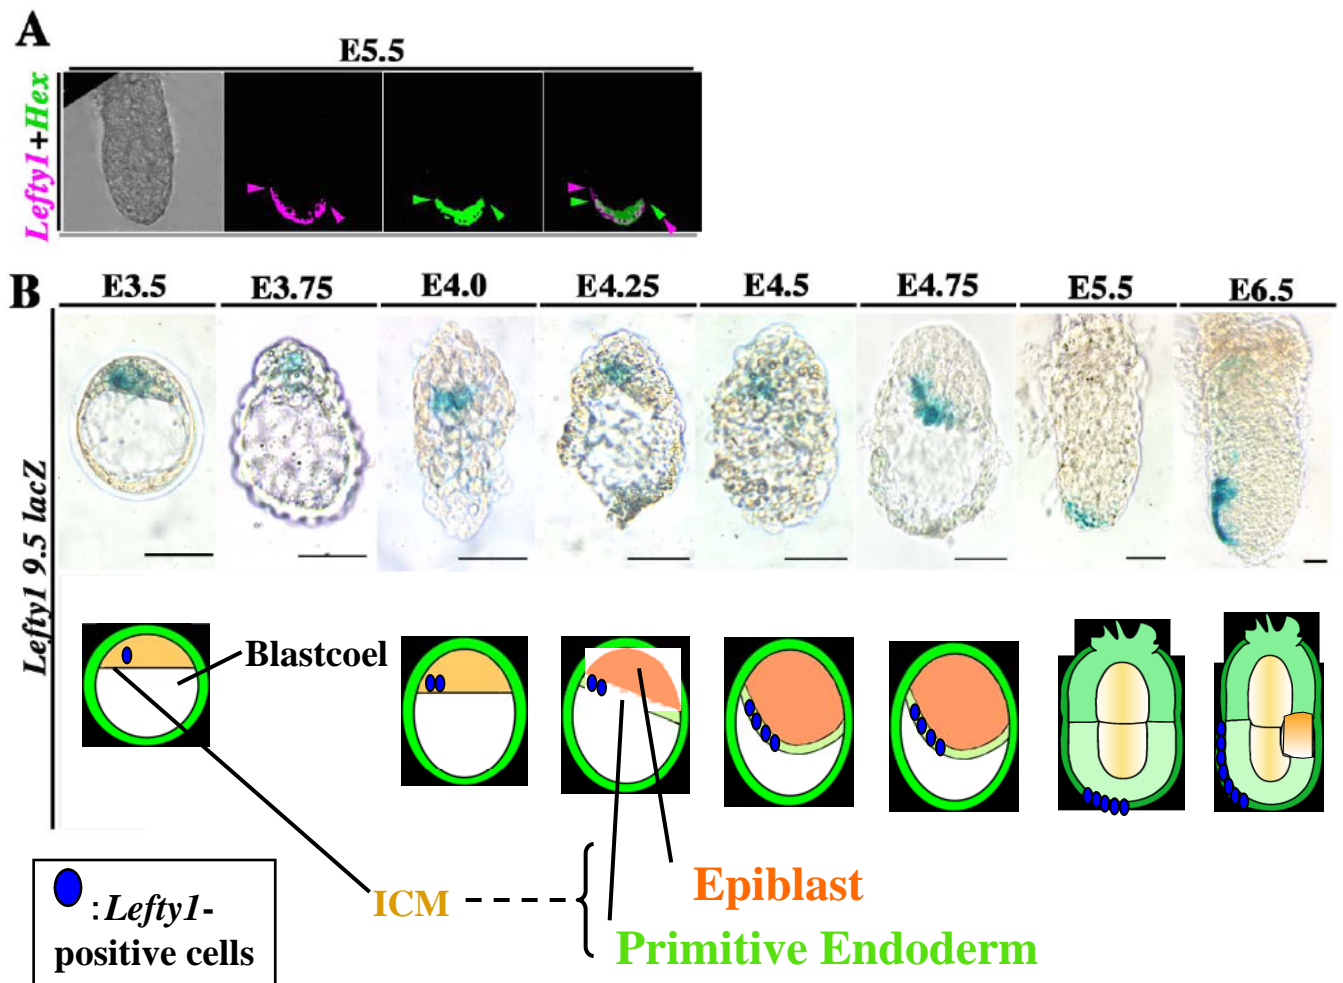 A
E5.5
Lefty1+Hex
B
E3.5 E3.75 E4.0 E4.25 E4.5 E4.75 E5.5 E6.5
Lefty1 9.5 lacZ
Blastcoel
ICM
Epiblast
Primitive Endoderm
:Lefty1-
positive cells